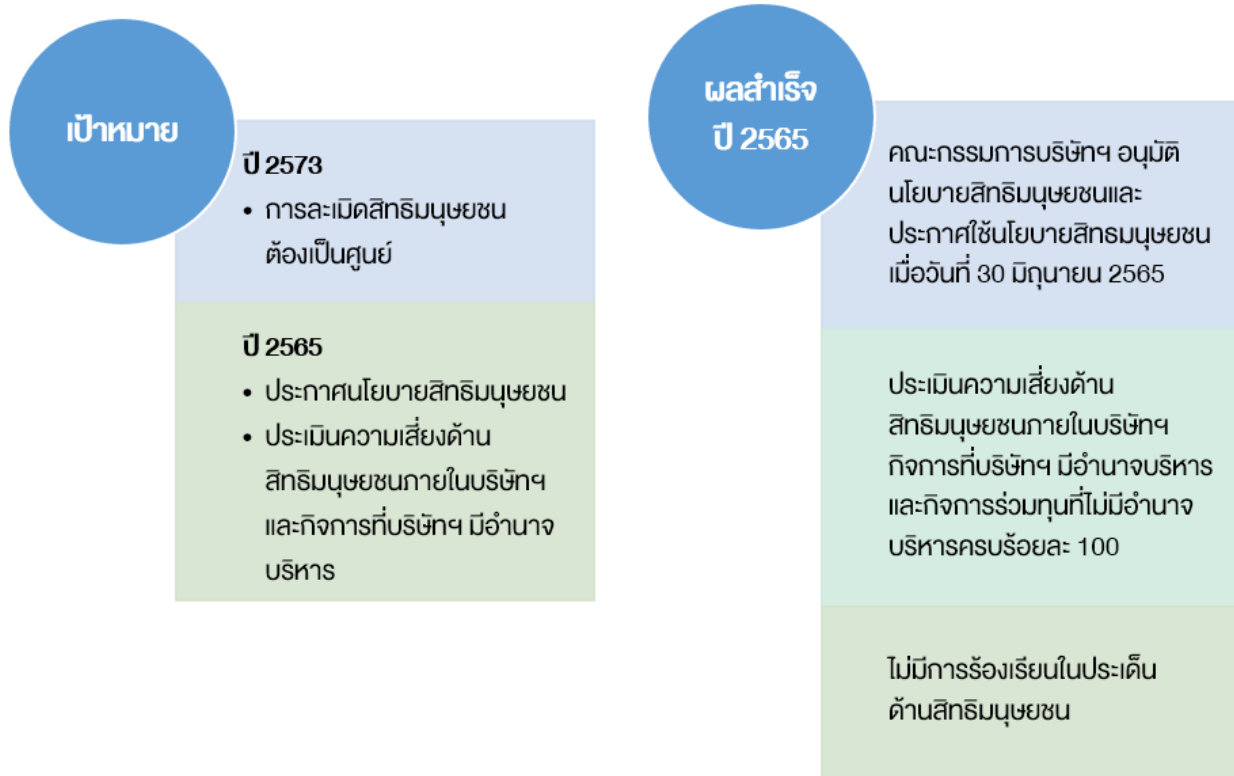 เป้าหมาย
ปี 2573
• การละเมิดสิทธิมนุษยชน
ต้องเป็นศูนย์
ปี 2565
• ประกาศนโยบายสิทธิมนุษยชน
• ประเมินความเสี่ยงด้าน
สิทธิมนุษยชนภายในบริษัทฯ
และกิจการที่บริษัทฯ มีอำนาจ
บริหาร
ผลสำเร็จ
ปี 2565
คณะกรรมการบริษัทฯ อนุมัติ
นโยบายสิทธิมนุษยชนและ
ประกาศใช้นโยบายสิทธมนุษยชน
เมื่อวันที่ 30 มิถุนายน 2565
ประเมินความเสี่ยงด้าน
สิทธิมนุษยชนภายในบริษัทฯ
กิจการที่บริษัทฯ มีอำนาจบริหาร
และกิจการร่วมทุนที่ไม่มีอำนาจ
บริหารครบร้อยละ 100
ไม่มีการร้องเรียนในประเด็น
ด้านสิทธิมนุษยชน